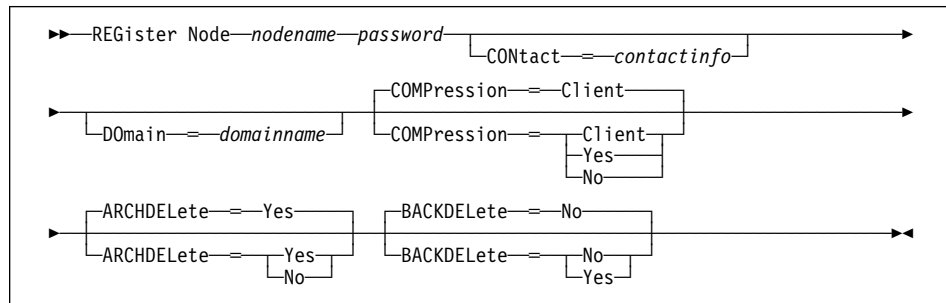 REGister Node nodename password
CONtact = contactinfo
COMPression = Client
DOmain = domainname
COMPression = Client
Yes
No
ARCHDELete = Yes
BACKDELete = No
ARCHDELete = Yes
No
BACKDELete = No
Yes